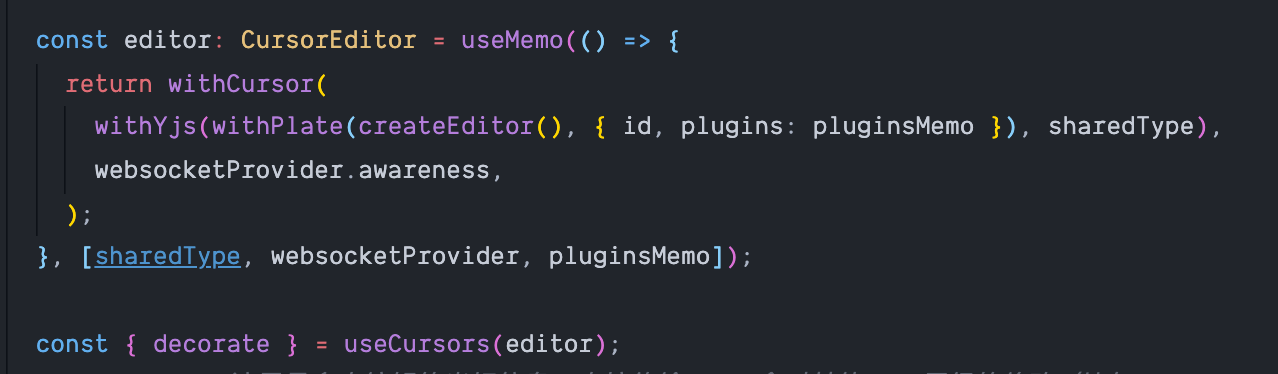 const editor: CursorEditor = useMemo(() => {
return withCursor(
withYjs(withPlate(createEditor(), { id, plugins: pluginsMemo }), sharedType),
websocketProvider.awareness,
);
}, [sharedType, websocketProvider, pluginsMemo]);
const { decorate } = useCursors(editor);